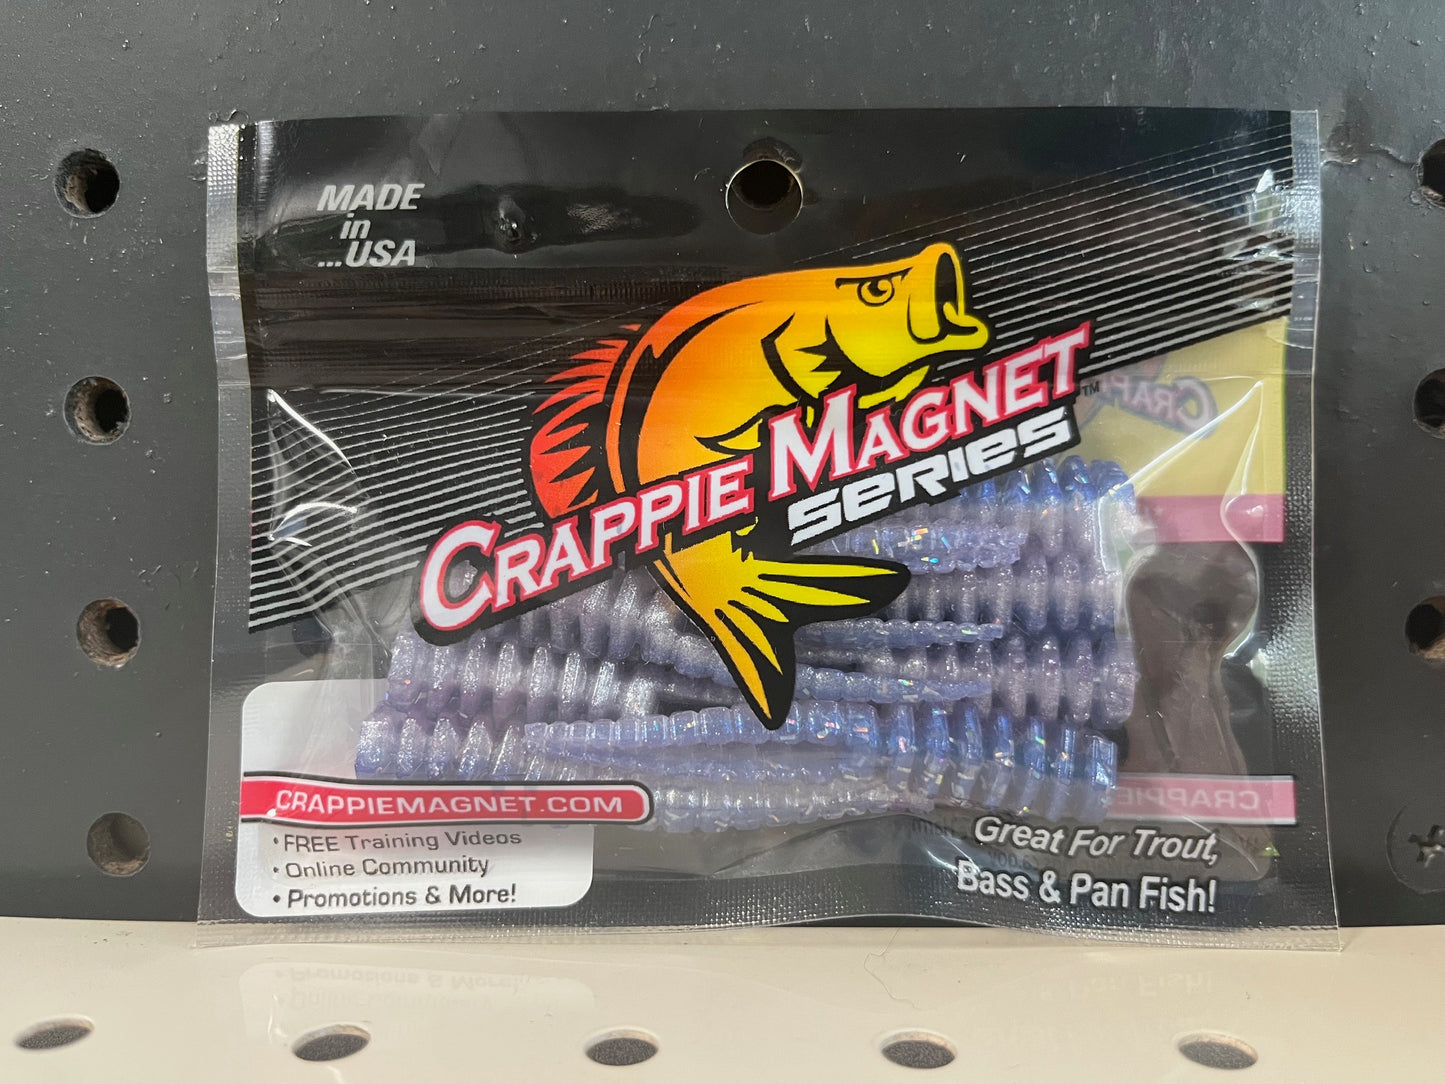 MADE
in
...USA
CRAPPIE MAGNET™
SERIES
CRAPPIEMAGNET.COM
• FREE Training Videos
• Online Community
• Promotions & More!
Great For Trout,
Bass & Pan Fish!